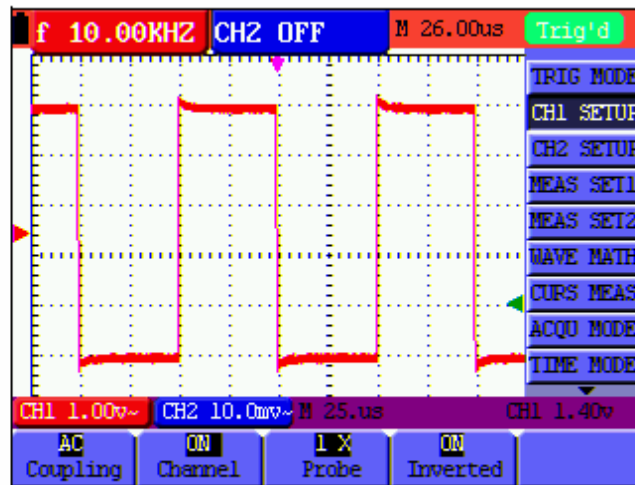 f 10.00KHZ CH2 OFF M 26.00us Trig'd
TRIG MODE
CH1 SETUP
CH2 SETUP
MEAS SET1
MEAS SET2
WAVE MATH
CURS MEAS
ACQU MODE
TIME MODE
CH1 1.00v~ CH2 10.0mv~ M 25.us CH1 1.40v
AC ON 1 X ON
Coupling Channel Probe Inverted